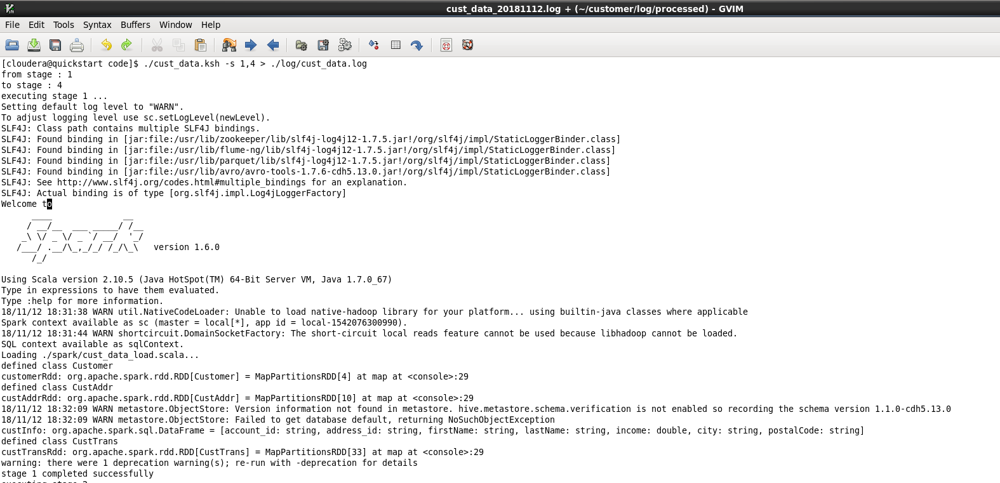 cust_data_20181112.log + (~/customer/log/processed) - GVIM
File Edit Tools Syntax Buffers Window Help
[cloudera@quickstart code]$ ./cust_data.ksh -s 1,4 > ./log/cust_data.log
from stage : 1
to stage : 4
executing stage 1 ...
Setting default log level to "WARN".
To adjust logging level use sc.setLogLevel(newLevel).
SLF4J: Class path contains multiple SLF4J bindings.
SLF4J: Found binding in [jar:file:/usr/lib/zookeeper/lib/slf4j-log4j12-1.7.5.jar!/org/slf4j/impl/StaticLoggerBinder.class]
SLF4J: Found binding in [jar:file:/usr/lib/flume-ng/lib/slf4j-log4j12-1.7.5.jar!/org/slf4j/impl/StaticLoggerBinder.class]
SLF4J: Found binding in [jar:file:/usr/lib/parquet/lib/slf4j-log4j12-1.7.5.jar!/org/slf4j/impl/StaticLoggerBinder.class]
SLF4J: Found binding in [jar:file:/usr/lib/avro/avro-tools-1.7.6-cdh5.13.0.jar!/org/slf4j/impl/StaticLoggerBinder.class]
SLF4J: See http://www.slf4j.org/codes.html#multiple_bindings for an explanation.
SLF4J: Actual binding is of type [org.slf4j.impl.Log4jLoggerFactory]
Welcome to
      ____              __
     / __/__  ___ _____/ /__
    _\ \/ _ \/ _ `/ __/  '_/
   /___/ .__/\_,_/_/ /_/\_\   version 1.6.0
      /_/
Using Scala version 2.10.5 (Java HotSpot(TM) 64-Bit Server VM, Java 1.7.0_67)
Type in expressions to have them evaluated.
Type :help for more information.
18/11/12 18:31:38 WARN util.NativeCodeLoader: Unable to load native-hadoop library for your platform... using builtin-java classes where applicable
Spark context available as sc (master = local[*], app id = local-1542076300990).
18/11/12 18:31:44 WARN shortcircuit.DomainSocketFactory: The short-circuit local reads feature cannot be used because libhadoop cannot be loaded.
SQL context available as sqlContext.
Loading ./spark/cust_data_load.scala...
defined class Customer
customerRdd: org.apache.spark.rdd.RDD[Customer] = MapPartitionsRDD[4] at map at <console>:29
defined class CustAddr
custAddrRdd: org.apache.spark.rdd.RDD[CustAddr] = MapPartitionsRDD[10] at map at <console>:29
18/11/12 18:32:09 WARN metastore.ObjectStore: Version information not found in metastore. hive.metastore.schema.verification is not enabled so recording the schema version 1.1.0-cdh5.13.0
18/11/12 18:32:09 WARN metastore.ObjectStore: Failed to get database default, returning NoSuchObjectException
custInfo: org.apache.spark.sql.DataFrame = [account_id: string, address_id: string, firstName: string, lastName: string, income: double, city: string, postalCode: string]
defined class CustTrans
custTransRdd: org.apache.spark.rdd.RDD[CustTrans] = MapPartitionsRDD[33] at map at <console>:29
warning: there were 1 deprecation warning(s); re-run with -deprecation for details
stage 1 completed successfully